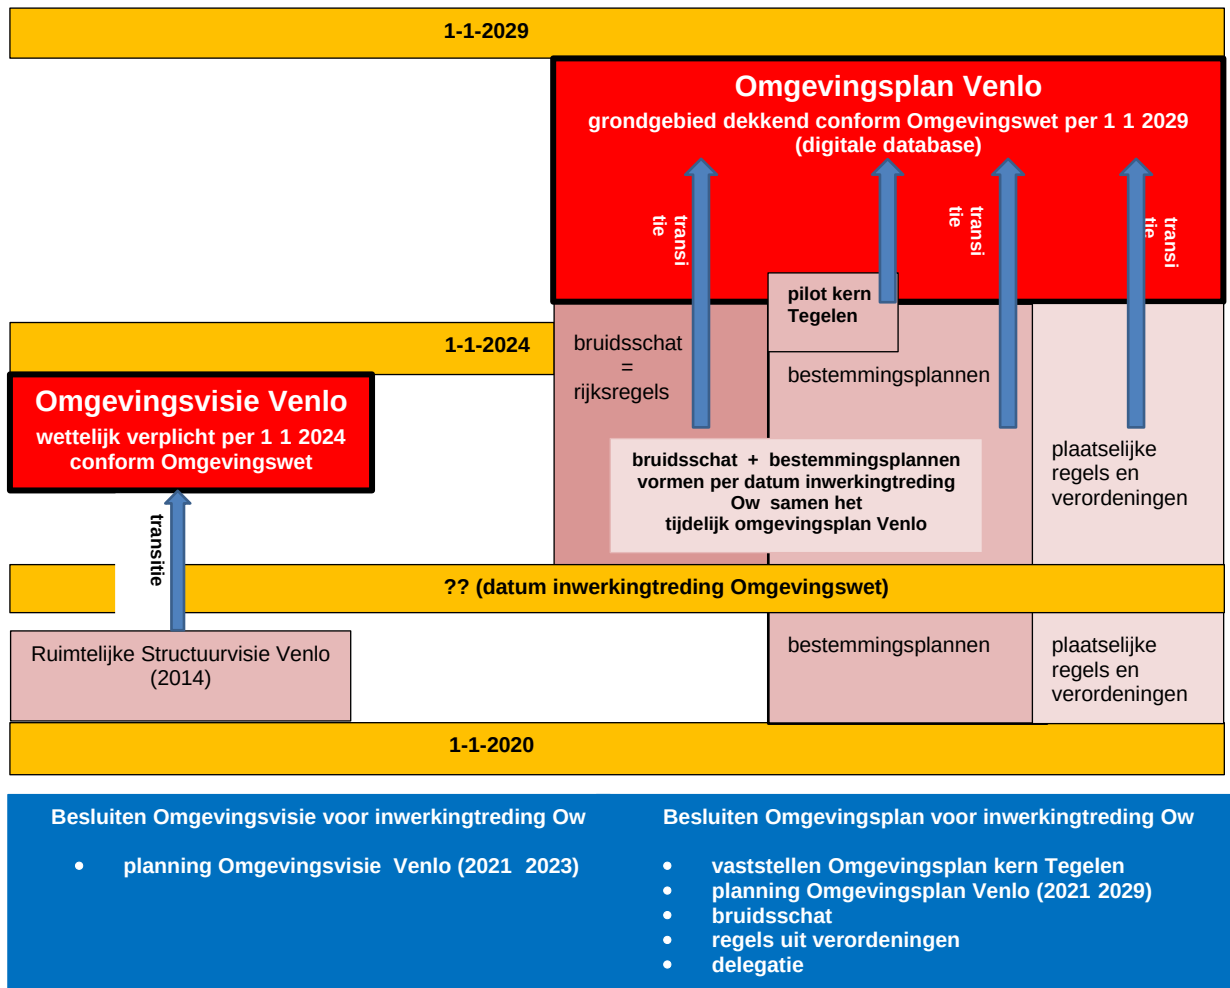 1-1-2029
Omgevingsplan Venlo
grondgebied dekkend conform Omgevingswet per 1 1 2029
(digitale database)
transi
tie
transi
tie
transi
tie
pilot kern
Tegelen
1-1-2024
bruidsschat
=
rijksregels
bestemmingsplannen
Omgevingsvisie Venlo
wettelijk verplicht per 1 1 2024
conform Omgevingswet
plaatselijke
regels en
verordeningen
bruidsschat + bestemmingsplannen
vormen per datum inwerkingtreding
Ow samen het
tijdelijk omgevingsplan Venlo
transitie
?? (datum inwerkingtreding Omgevingswet)
Ruimtelijke Structuurvisie Venlo
(2014)
bestemmingsplannen
plaatselijke
regels en
verordeningen
1-1-2020
Besluiten Omgevingsvisie voor inwerkingtreding Ow
• planning Omgevingsvisie Venlo (2021 2023)
Besluiten Omgevingsplan voor inwerkingtreding Ow
• vaststellen Omgevingsplan kern Tegelen
• planning Omgevingsplan Venlo (2021 2029)
• bruidsschat
• regels uit verordeningen
• delegatie